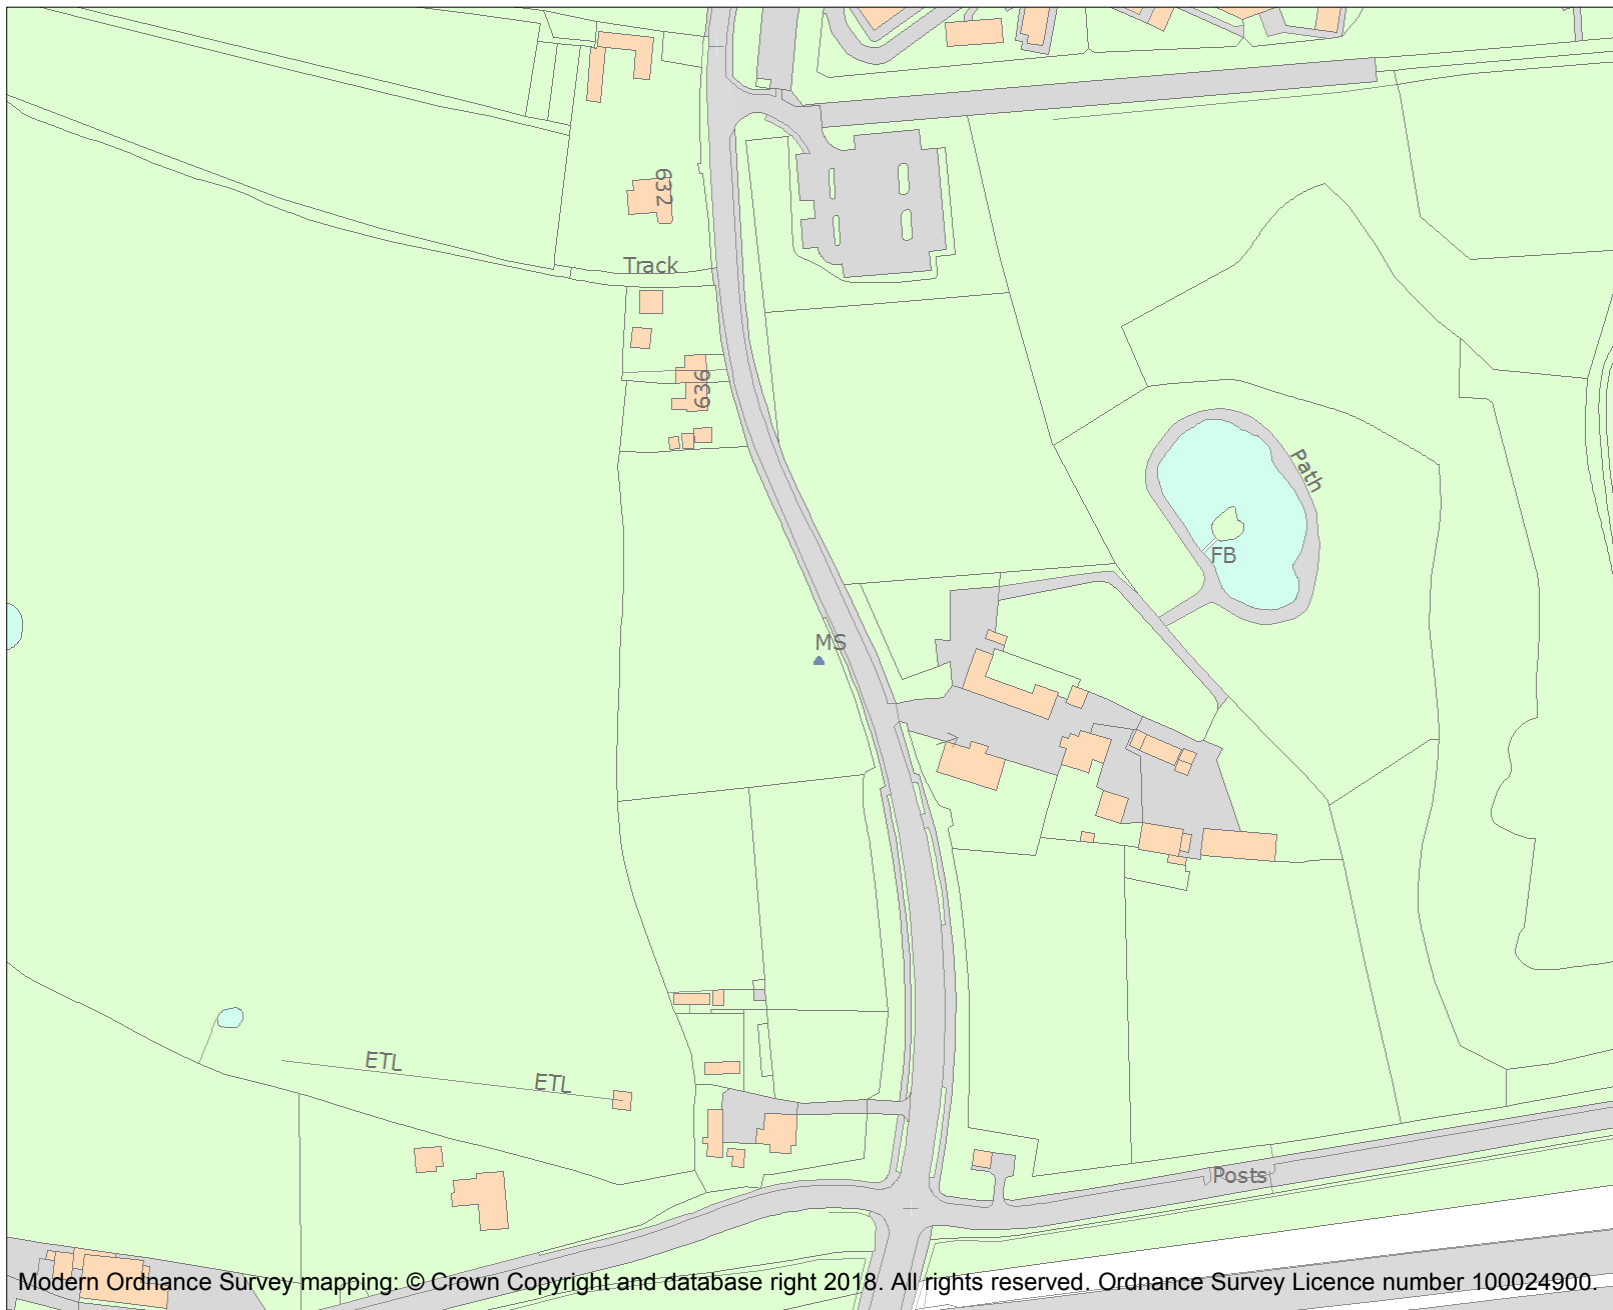 632
Track
636
Path
FB
MS
ETL
ETL
Posts
Modern Ordnance Survey mapping: © Crown Copyright and database right 2018. All rights reserved. Ordnance Survey Licence number 100024900.